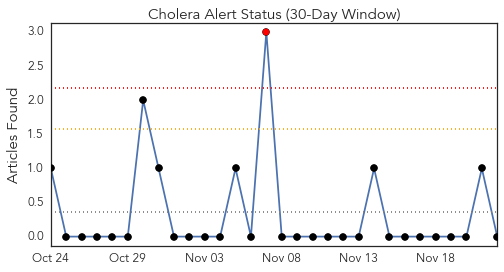 Cholera Alert Status (30-Day Window)
Articles Found
3.0
2.5
2.0
1.5
1.0
0.5
0.0
Oct 24 Oct 29 Nov 03 Nov 08 Nov 13 Nov 18